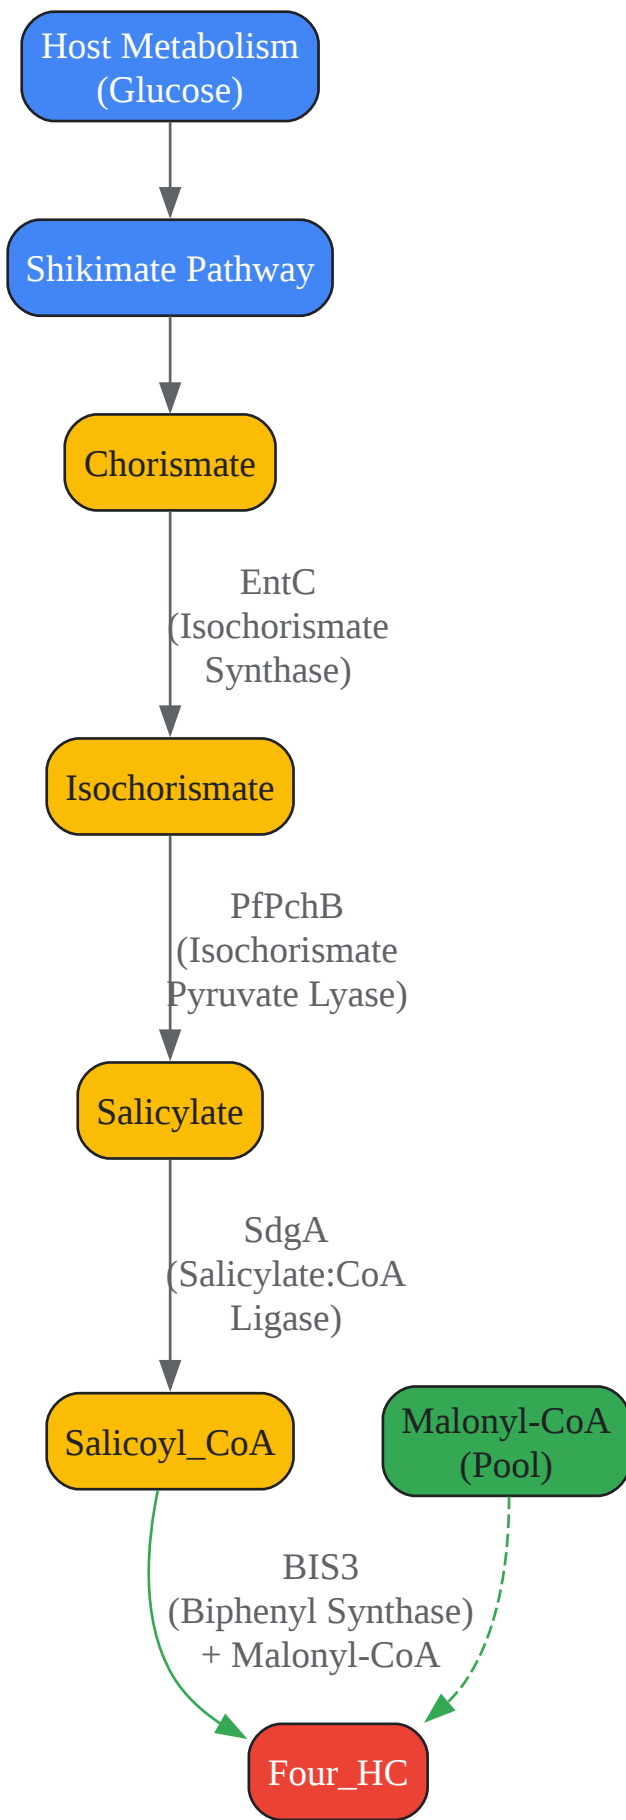 Host Metabolism
(Glucose)
Shikimate Pathway
Chorismate
EntC
(Isochorismate
Synthase)
Isochorismate
PfPchB
(Isochorismate
Pyruvate Lyase)
Salicylate
SdgA
(Salicylate:CoA
Ligase)
Salicoyl_CoA
Malonyl-CoA
(Pool)
BIS3
(Biphenyl Synthase)
+ Malonyl-CoA
Four_HC